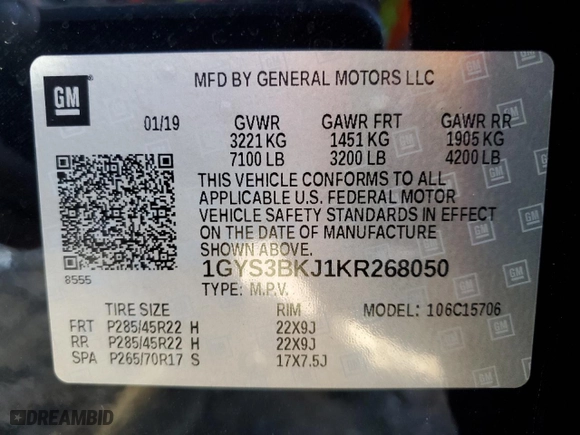 GM
MFD BY GENERAL MOTORS LLC
01/19 GVWR GAWR FRT GAWR RR
3221 KG 1451 KG 1905 KG
7100 LB 3200 LB 4200 LB
THIS VEHICLE CONFORMS TO ALL
APPLICABLE U.S. FEDERAL MOTOR
VEHICLE SAFETY STANDARDS IN EFFECT
ON THE DATE OF MANUFACTURE
SHOWN ABOVE.
8555
1GYS3BKJ1KR268050
TYPE: M.P.V.
TIRE SIZE RIM MODEL: 106C15706
FRT P285/45R22 H 22X9J
RR P285/45R22 H 22X9J
SPA P265/70R17 S 17X7.5J
DREAMBID